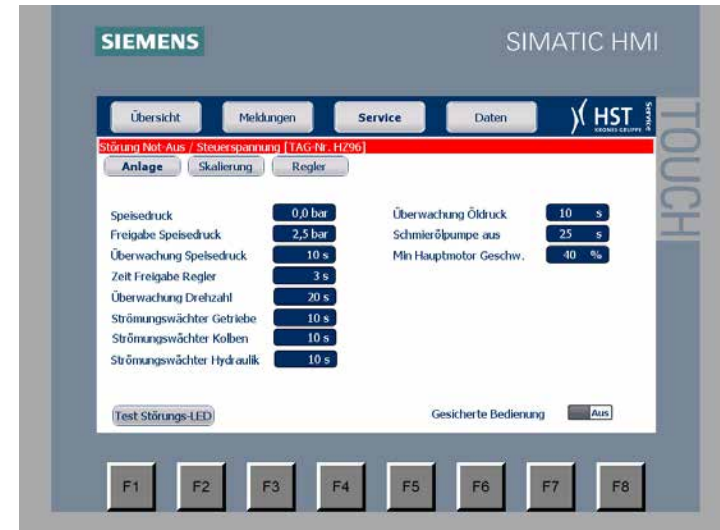 SIEMENS
SIMATIC HMI
TOUCH
Übersicht
Meldungen
Service
Daten
HST
KRONES GRUPPE
Service
Störung Not-Aus / Steuerspannung [TAG-Nr. HZ96]
Anlage
Skalierung
Regler
Speisedruck 0,0 bar
Freigabe Speisedruck 2,5 bar
Überwachung Speisedruck 10 s
Zeit Freigabe Regler 3 s
Überwachung Drehzahl 20 s
Strömungswächter Getriebe 10 s
Strömungswächter Kolben 10 s
Strömungswächter Hydraulik 10 s
Überwachung Öldruck 10 s
Schmierölpumpe aus 25 s
Min Hauptmotor Geschw. 40 %
Test Störungs-LED
Gesicherte Bedienung Aus
F1 F2 F3 F4 F5 F6 F7 F8